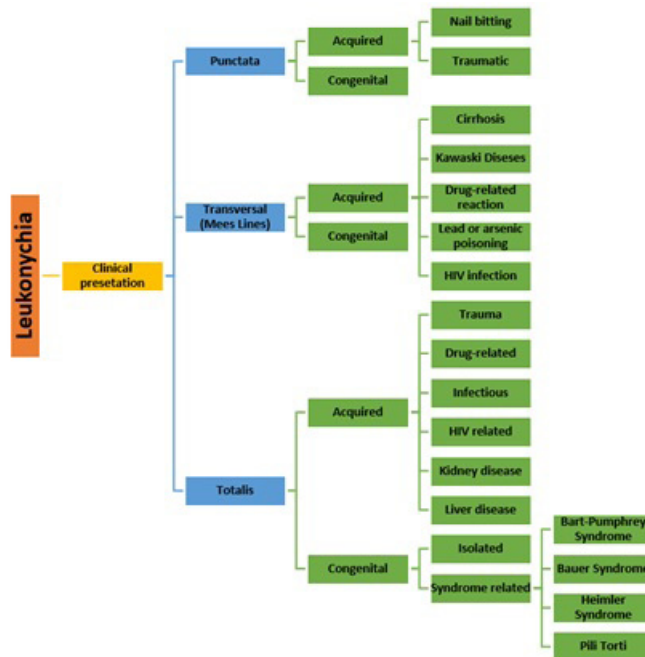 Leukonychia
Clinical
presetation
Punctata
Acquired
Nail bitting
Traumatic
Congenital
Transversal
(Mees Lines)
Acquired
Cirrhosis
Kawaski Diseses
Drug-related
reaction
Lead or arsenic
poisoning
HIV infection
Congenital
Totalis
Acquired
Trauma
Drug-related
Infectious
HIV related
Kidney disease
Liver disease
Congenital
Isolated
Syndrome related
Bart-Pumphrey
Syndrome
Bauer Syndrome
Heimler
Syndrome
Pili Torti